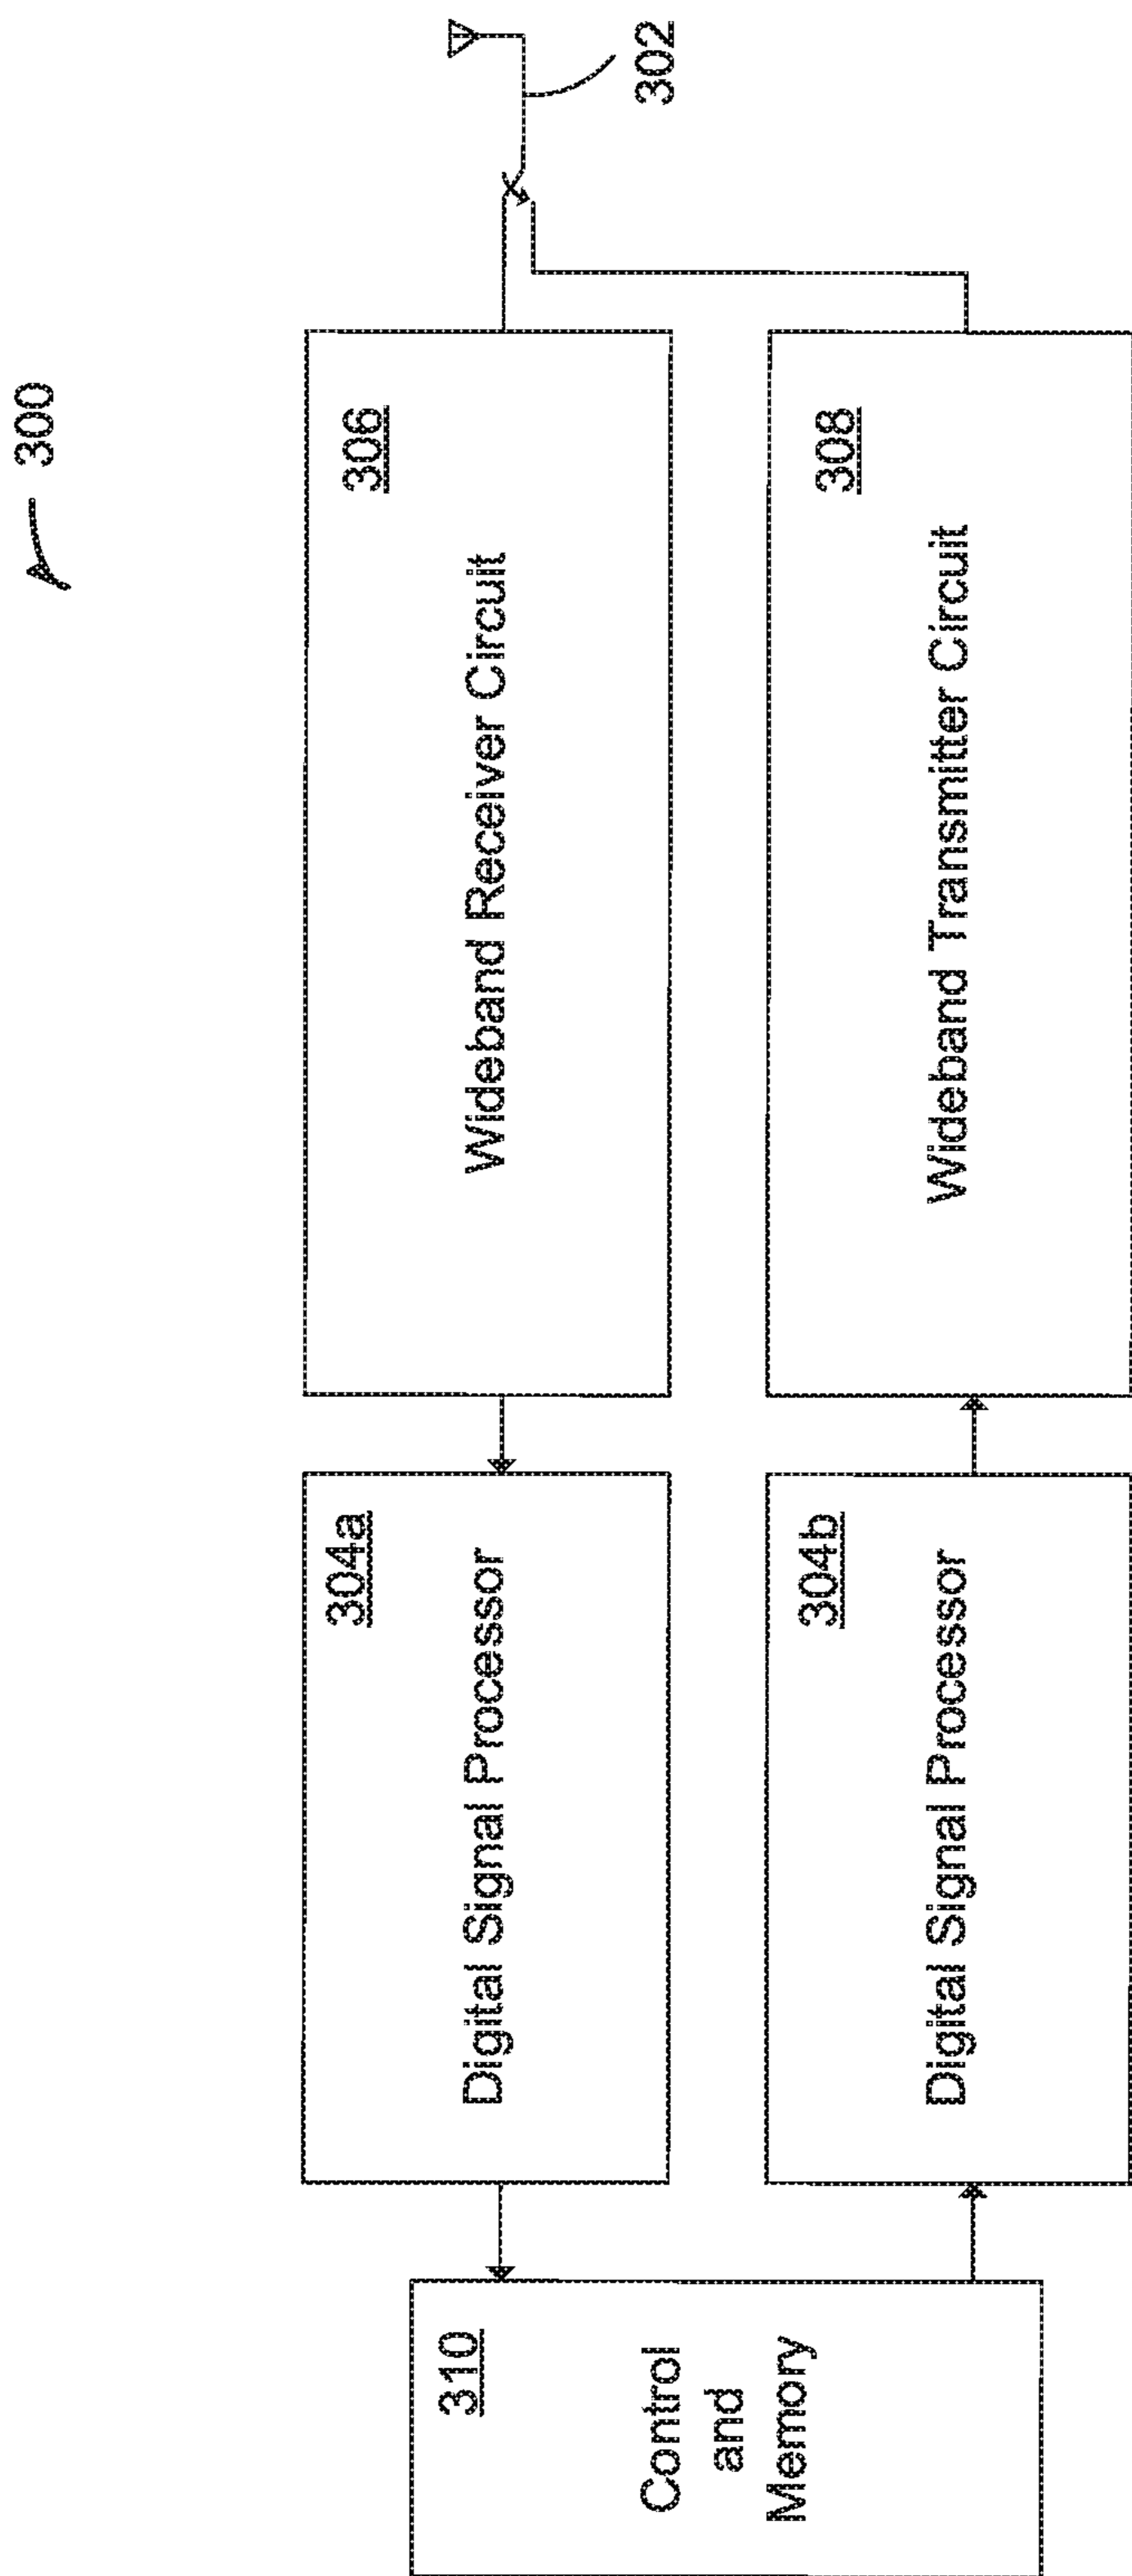 300
302
306
Wideband Receiver Circuit
308
Wideband Transmitter Circuit
304a
Digital Signal Processor
304b
Digital Signal Processor
310
Control
and
Memory